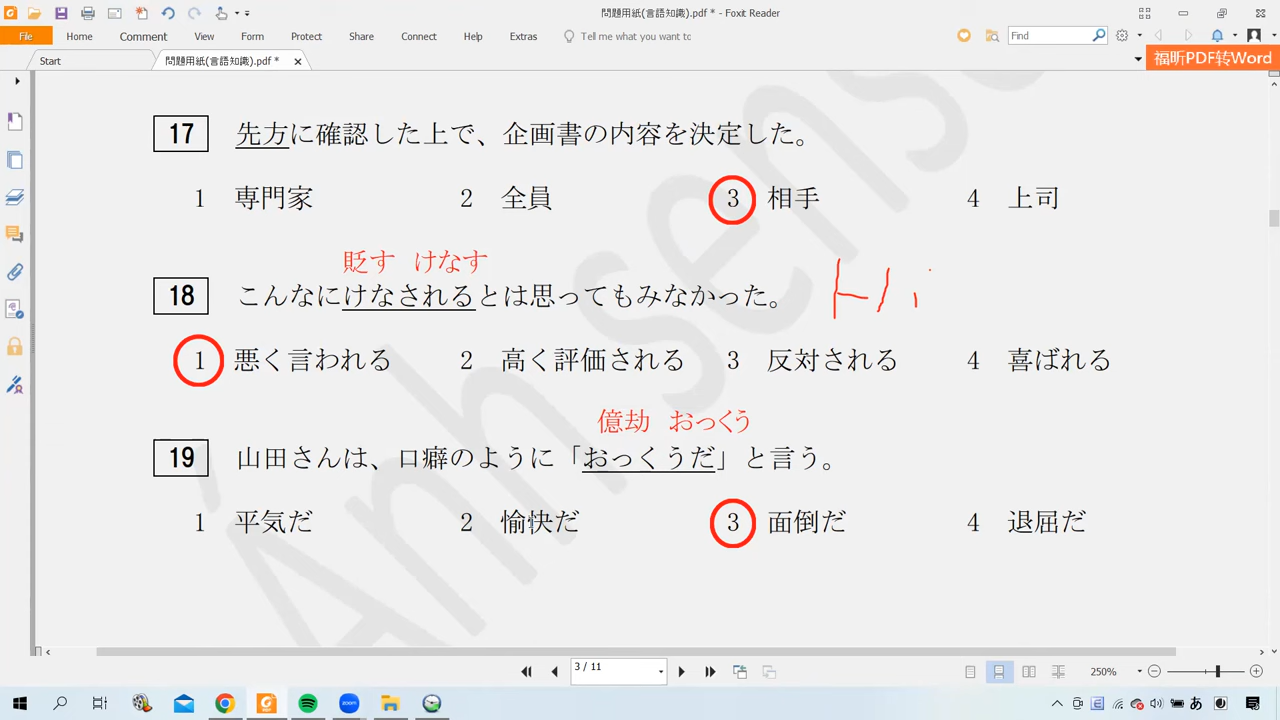 問題用紙(言語知識).pdf * - Foxit Reader
File Home Comment View Form Protect Share Connect Help Extras Tell me what you want to Find
Start 問題用紙(言語知識).pdf *
福昕PDF转Word
17 先方に確認した上で、企画書の内容を決定した。
1 専門家 2 全員 3 相手 4 上司
貶す けなす
18 こんなにけなされるとは思ってもみなかった。
Hi
1 悪く言われる 2 高く評価される 3 反対される 4 喜ばれる
億劫 おっくう
19 山田さんは、口癖のように「おっくうだ」と言う。
1 平気だ 2 愉快だ 3 面倒だ 4 退屈だ
Anh sense
3 / 11
250%
zoom あ